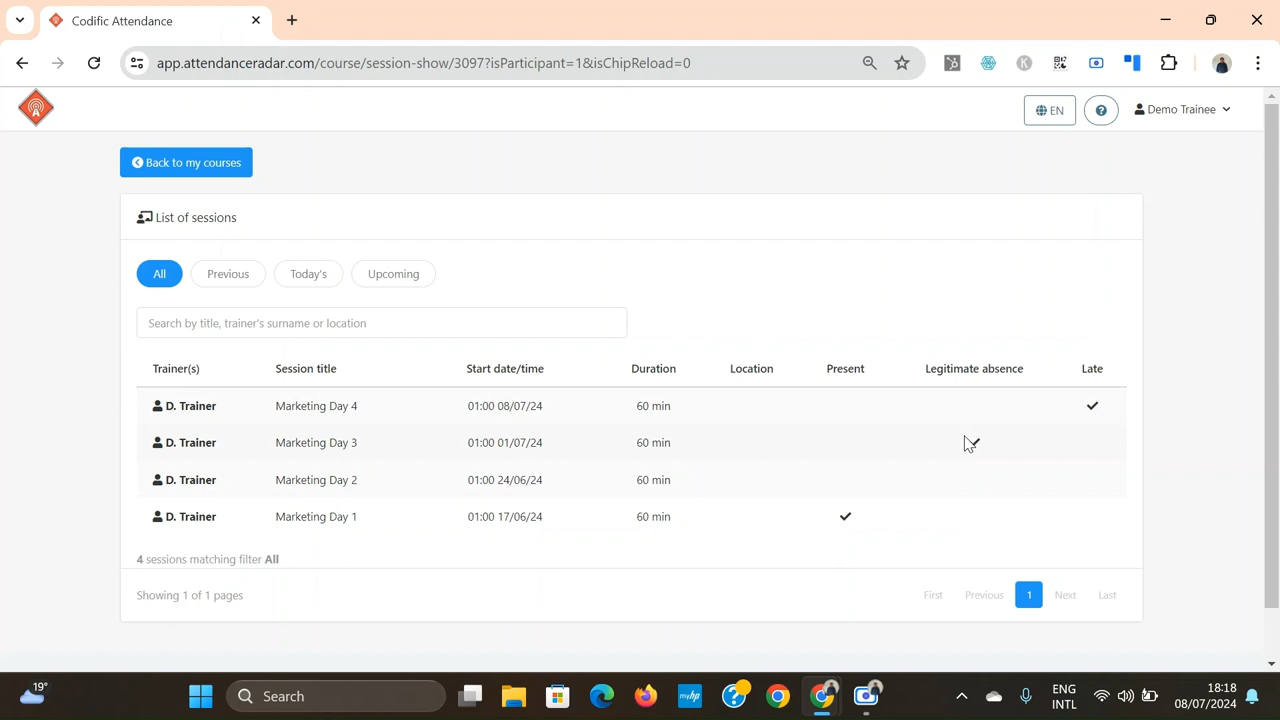 Codific Attendance
app.attendanceradar.com/course/session-show/3097?isParticipant=1&isChipReload=0
EN
Demo Trainee
Back to my courses
List of sessions
All Previous Today's Upcoming
Search by title, trainer's surname or location
Trainer(s) Session title Start date/time Duration Location Present Legitimate absence Late
D. Trainer Marketing Day 4 01:00 08/07/24 60 min
D. Trainer Marketing Day 3 01:00 01/07/24 60 min
D. Trainer Marketing Day 2 01:00 24/06/24 60 min
D. Trainer Marketing Day 1 01:00 17/06/24 60 min
4 sessions matching filter All
Showing 1 of 1 pages
First Previous 1 Next Last
19°
Search
myhp
ENG
INTL
18:18
08/07/2024